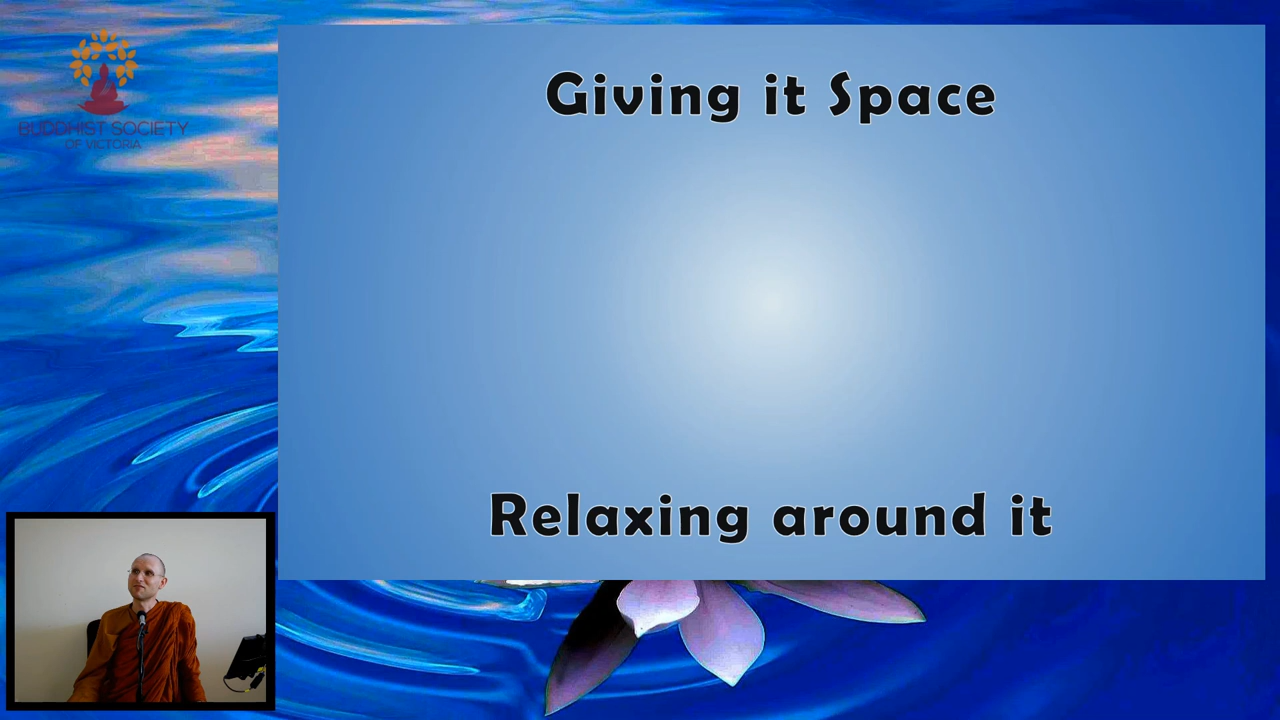 BUDDHIST SOCIETY
OF VICTORIA
Giving it Space
Relaxing around it